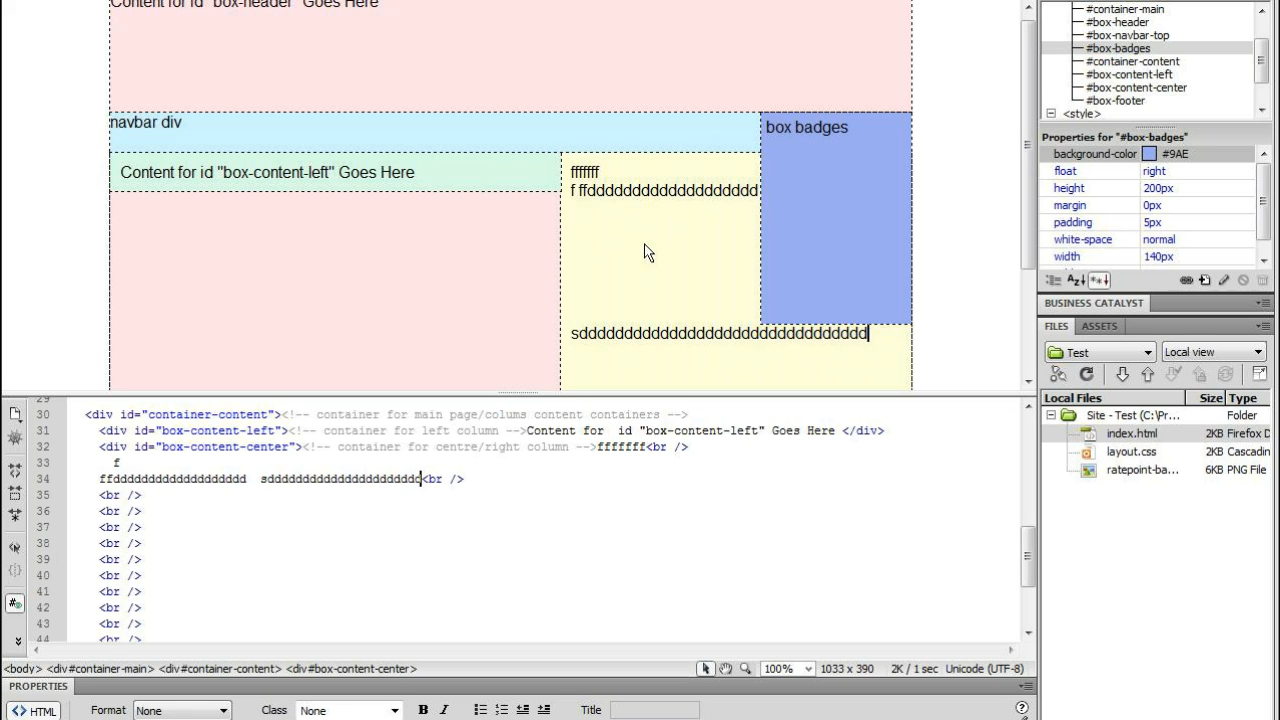 Content for id "box-header" Goes Here
navbar div
box badges
Content for id "box-content-left" Goes Here
fffffff
f ffddddddddddddddddddd
sdddddddddddddddddddddddddddddddd
#container-main
#box-header
#box-navbar-top
#box-badges
#container-content
#box-content-left
#box-content-center
#box-footer
<style>
Properties for "#box-badges"
background-color #9AE
float right
height 200px
margin 0px
padding 5px
white-space normal
width 140px
BUSINESS CATALYST
FILES ASSETS
Test Local view
Local Files Size Type
Site - Test (C:\Pr... Folder
index.html 2KB Firefox D
layout.css 2KB Cascadin
ratepoint-ba... 6KB PNG File
29
30 <div id="container-content"><!-- container for main page/colums content containers -->
31 <div id="box-content-left"><!-- container for left column -->Content for  id "box-content-left" Goes Here </div>
32 <div id="box-content-center"><!-- container for centre/right column -->fffffff<br />
33 f
34 ffddddddddddddddddddd  sdddddddddddddddddddddd<br />
35 <br />
36 <br />
37 <br />
38 <br />
39 <br />
40 <br />
41 <br />
42 <br />
43 <br />
44 <br />
<body> <div#container-main> <div#container-content> <div#box-content-center>
100% 1033 x 390 2K / 1 sec Unicode (UTF-8)
PROPERTIES
<> HTML Format None Class None B I Title